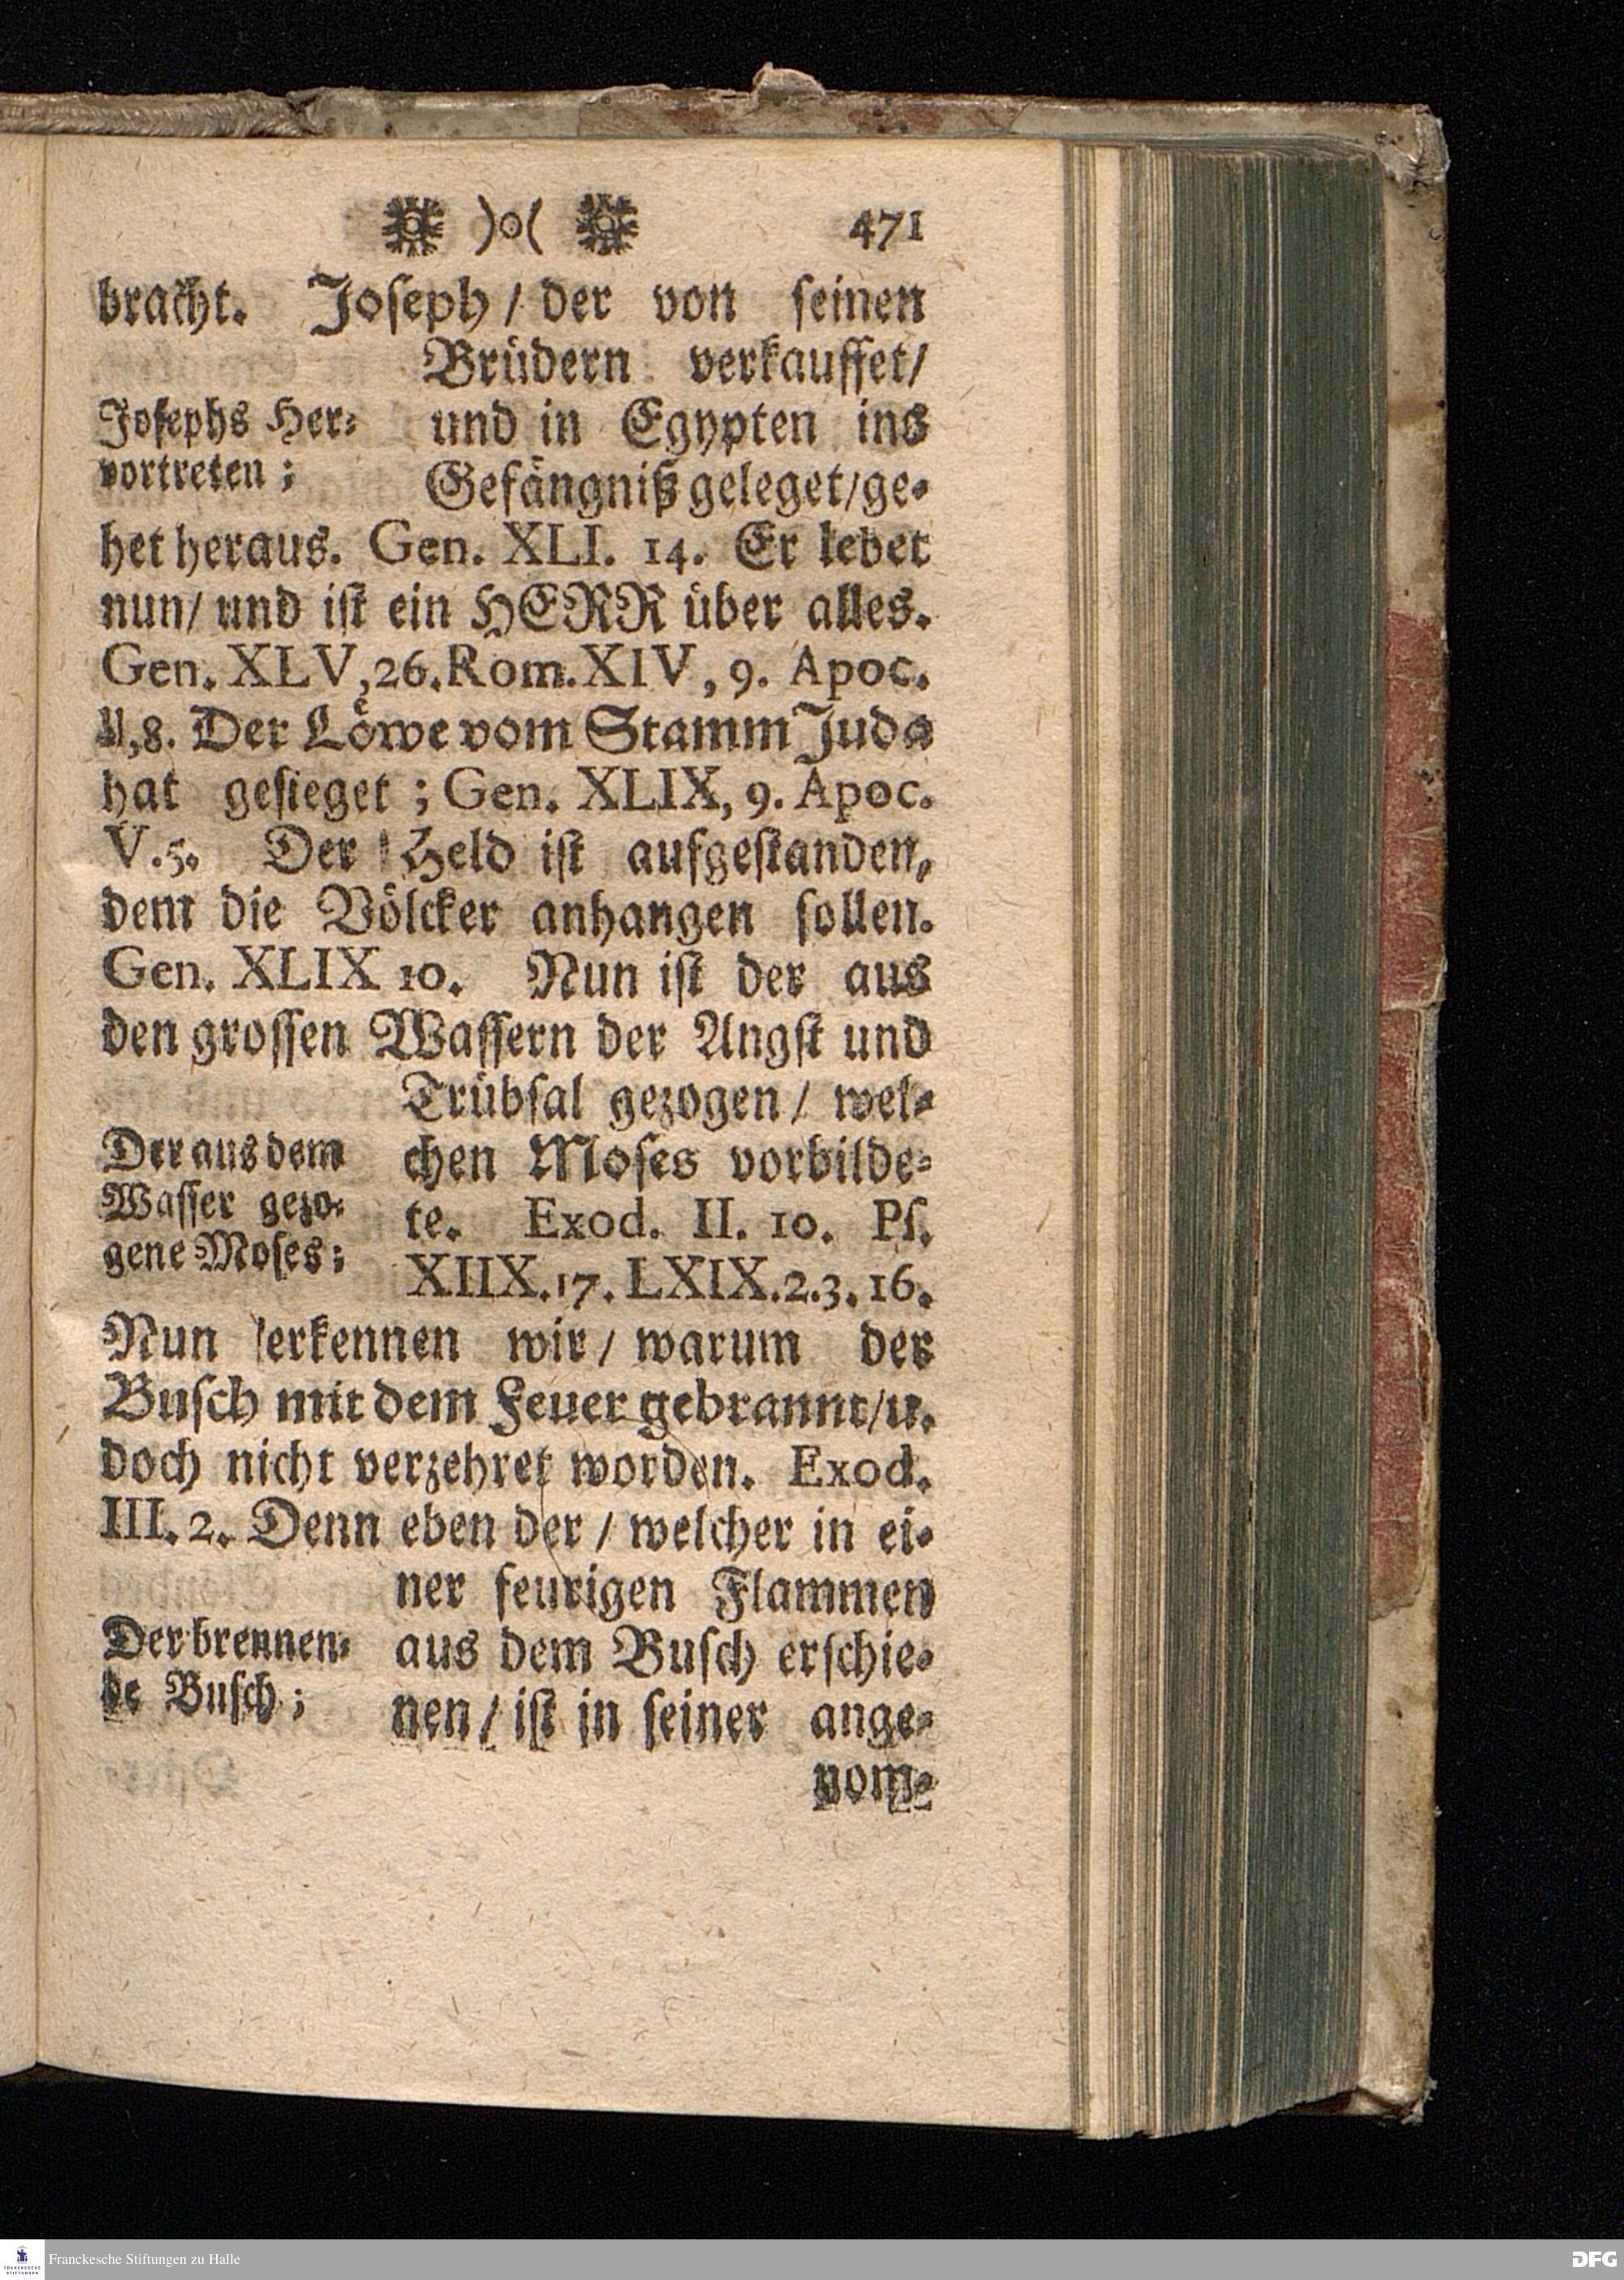 )o( 471
bracht. Joseph / der von seinen
Brüdern verkauffet/
Josephs Her-
vortreten ;
und in Egypten ins
Gefängniß geleget/ge-
het heraus. Gen. XLI. 14. Er lebet
nun/ und ist ein HERR über alles.
Gen. XLV, 26. Rom. XIV, 9. Apoc.
II, 8. Der Löwe vom Stamm Juda
hat gesieget ; Gen. XLIX, 9. Apoc.
V. 5. Der Held ist aufgestanden,
dem die Völcker anhangen sollen.
Gen. XLIX 10. Nun ist der aus
den grossen Wassern der Angst und
Trübsal gezogen / wel-
Der aus dem
Wasser gezo-
gene Moses ;
chen Moses vorbilde-
te. Exod. II. 10. Pſ.
XIIX. 17. LXIX. 2. 3. 16.
Nun erkennen wir / warum der
Busch mit dem Feuer gebrannt/u.
doch nicht verzehret worden. Exod.
III. 2. Denn eben der / welcher in ei-
ner feurigen Flammen
Der brennen-
de Busch ;
aus dem Busch erschie-
nen / ist in seiner ange-
nom-
Franckesche Stiftungen zu Halle
DFG